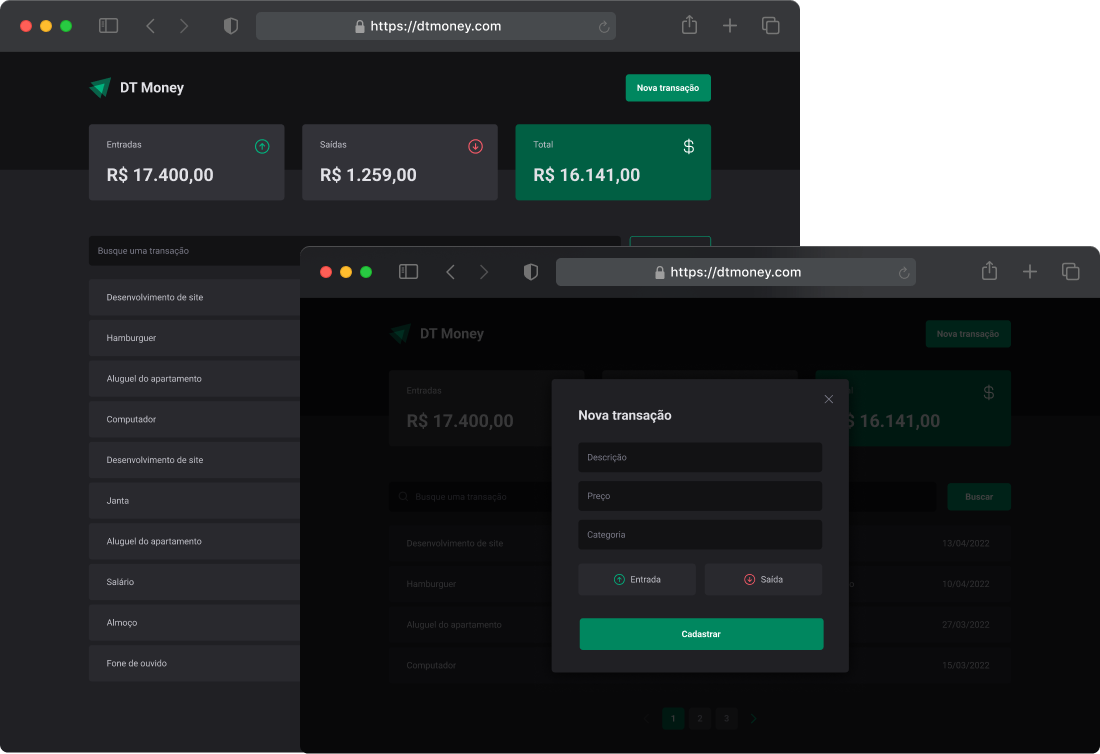 https://dtmoney.com
DT Money
Nova transação
Entradas
R$ 17.400,00
Saídas
R$ 1.259,00
Total
R$ 16.141,00
Busque uma transação
Desenvolvimento de site
Hamburguer
Aluguel do apartamento
Computador
Desenvolvimento de site
Janta
Aluguel do apartamento
Salário
Almoço
Fone de ouvido
https://dtmoney.com
DT Money
Nova transação
Entradas
R$ 17.400,00
$ 16.141,00
Busque uma transação
Buscar
Desenvolvimento de site
13/04/2022
Hamburguer
10/04/2022
Aluguel do apartamento
27/03/2022
Computador
15/03/2022
1 2 3
Nova transação
Descrição
Preço
Categoria
Entrada
Saída
Cadastrar